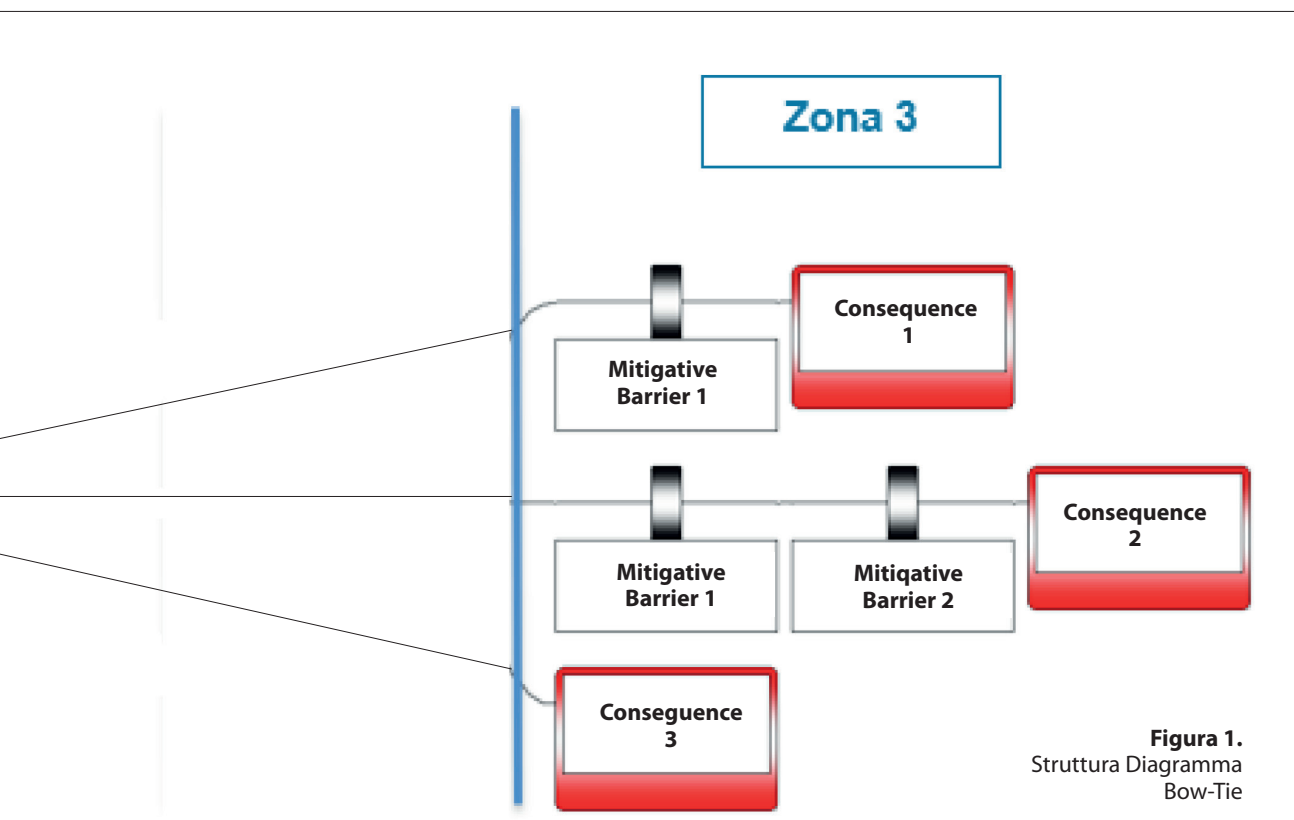 Zona 3
Consequence
1
Mitigative
Barrier 1
Consequence
2
Mitigative
Barrier 1
Mitiqative
Barrier 2
Conseguence
3
Figura 1.
Struttura Diagramma
Bow-Tie